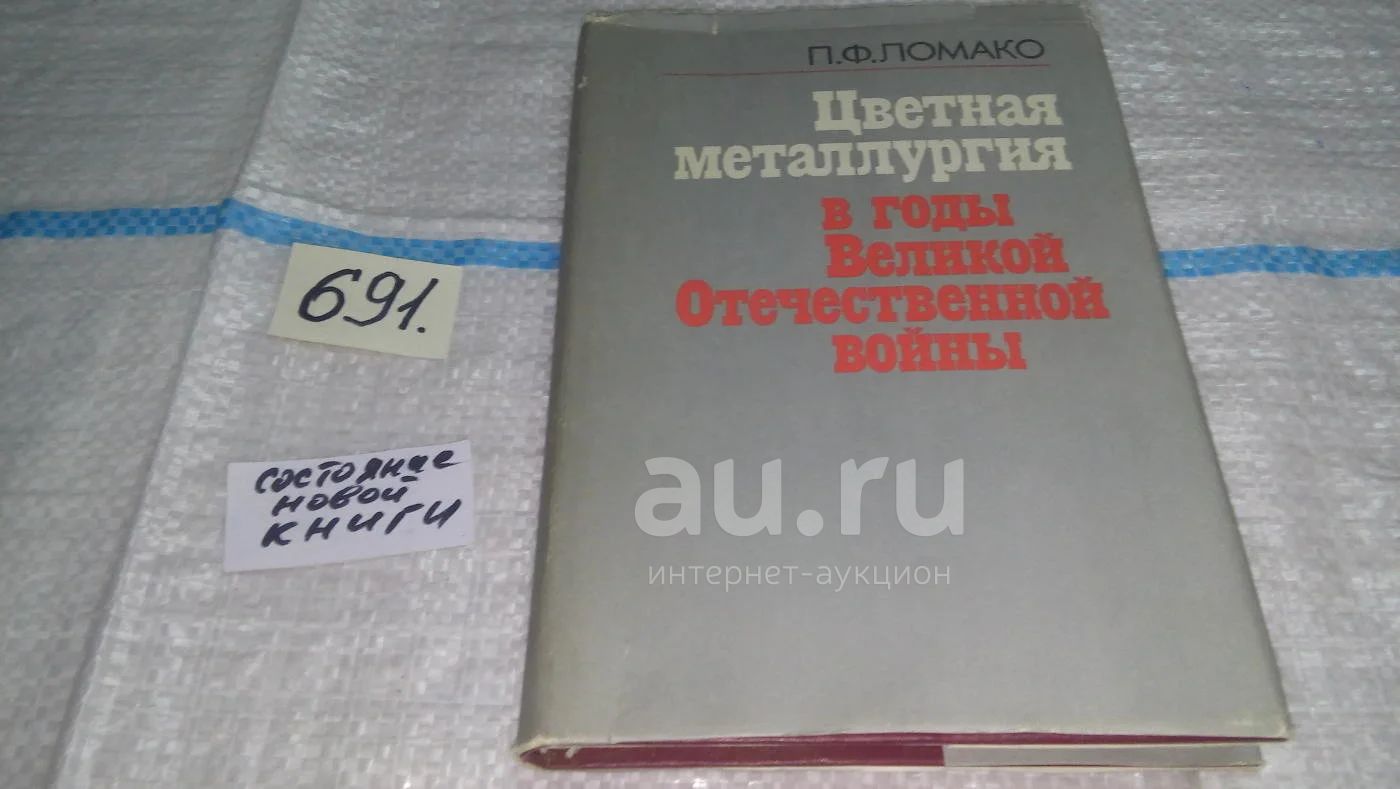 П.Ф.ЛОМАКО
Цветная
металлургия
в годы
Великой
Отечественной
войны
691.
состояние
новой
книги
au.ru
интернет-аукцион